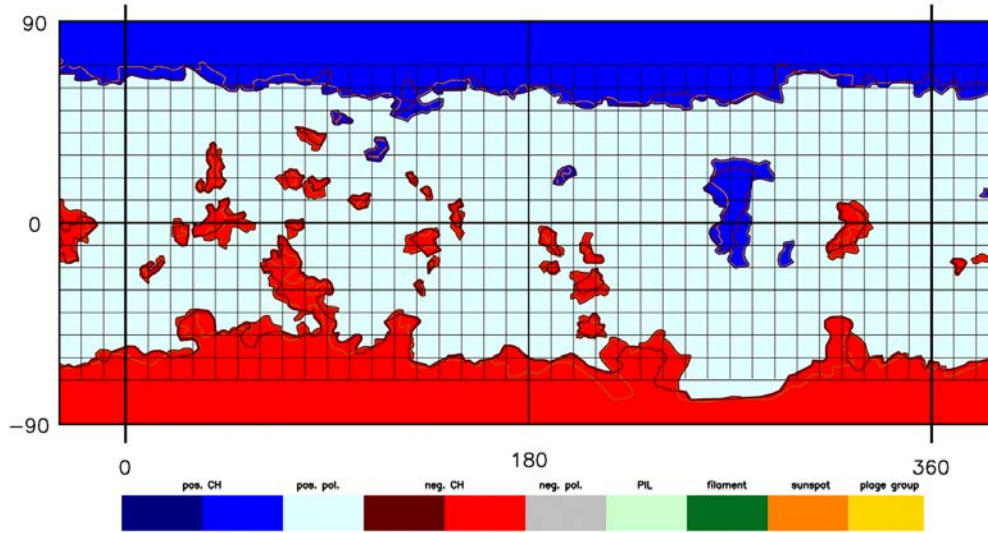 90
0
−90
0 180 360
pos. CH pos. pol. neg. CH neg. pol. PIL filament sunspot plage group